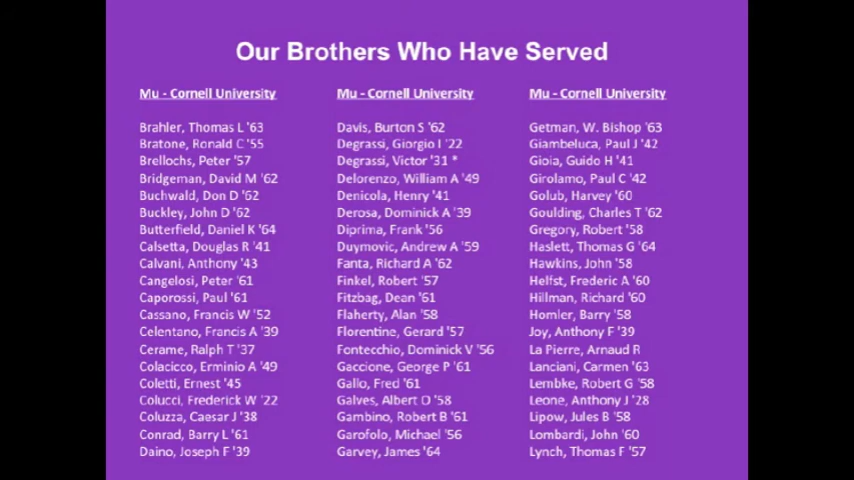 Our Brothers Who Have Served
Mu - Cornell University
Brahler, Thomas L '63
Bratone, Ronald C '55
Brellochs, Peter '57
Bridgeman, David M '62
Buchwald, Don D '62
Buckley, John D '62
Butterfield, Daniel K '64
Calsetta, Douglas R '41
Calvani, Anthony '43
Cangelosi, Peter '61
Caporossi, Paul '61
Cassano, Francis W '52
Celentano, Francis A '39
Cerame, Ralph T '37
Colacicco, Erminio A '49
Coletti, Ernest '45
Colucci, Frederick W '22
Coluzza, Caesar J '38
Conrad, Barry L '61
Daino, Joseph F '39
Mu - Cornell University
Davis, Burton S '62
Degrassi, Giorgio I '22
Degrassi, Victor '31 *
Delorenzo, William A '49
Denicola, Henry '41
Derosa, Dominick A '39
Diprima, Frank '56
Duymovic, Andrew A '59
Fanta, Richard A '62
Finkel, Robert '57
Fitzbag, Dean '61
Flaherty, Alan '58
Florentine, Gerard '57
Fontecchio, Dominick V '56
Gaccione, George P '61
Gallo, Fred '61
Galves, Albert O '58
Gambino, Robert B '61
Garofolo, Michael '56
Garvey, James '64
Mu - Cornell University
Getman, W. Bishop '63
Giambeluca, Paul J '42
Gioia, Guido H '41
Girolamo, Paul C '42
Golub, Harvey '60
Goulding, Charles T '62
Gregory, Robert '58
Haslett, Thomas G '64
Hawkins, John '58
Helfst, Frederic A '60
Hillman, Richard '60
Homler, Barry '58
Joy, Anthony F '39
La Pierre, Arnaud R
Lanciani, Carmen '63
Lembke, Robert G '58
Leone, Anthony J '28
Lipow, Jules B '58
Lombardi, John '60
Lynch, Thomas F '57